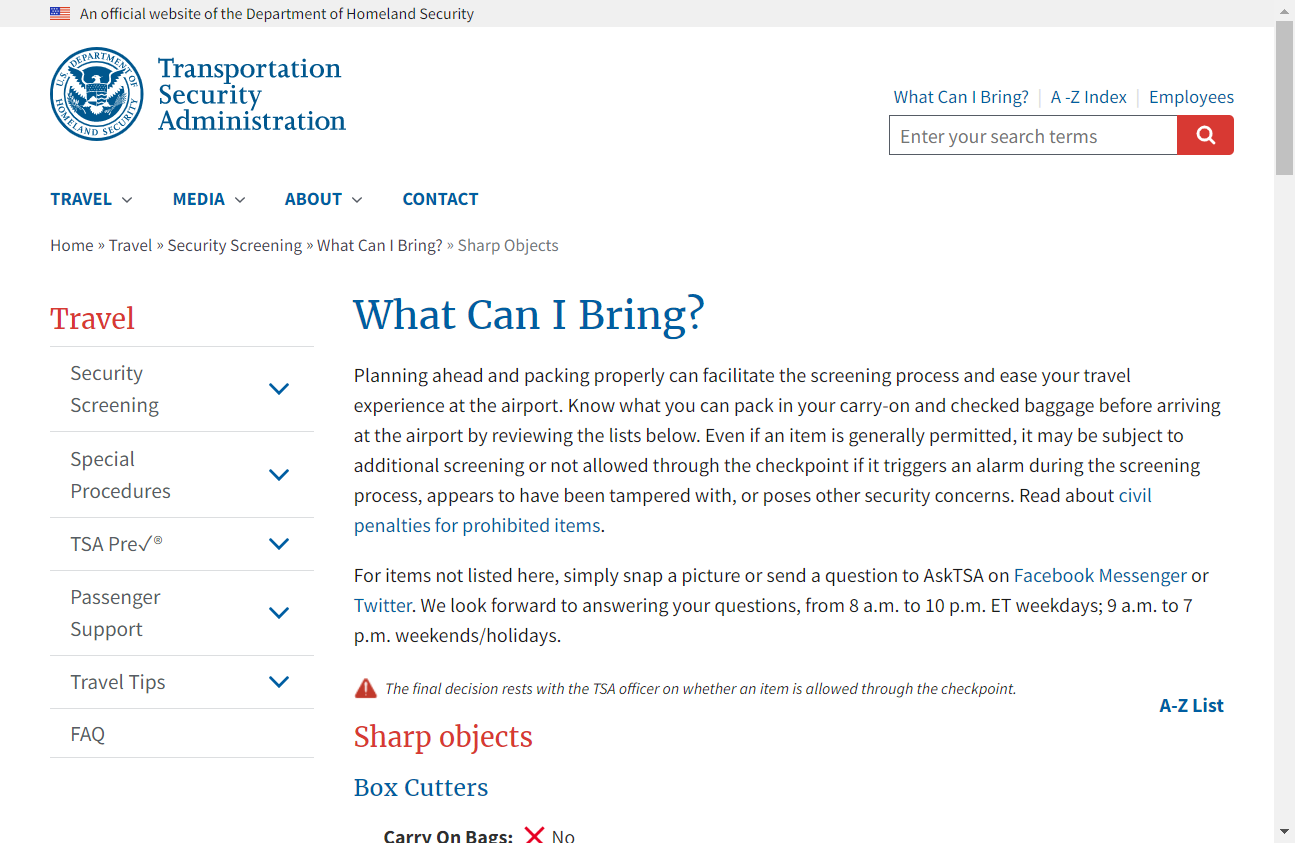 An official website of the Department of Homeland Security
U.S. DEPARTMENT OF HOMELAND SECURITY
Transportation
Security
Administration
What Can I Bring? | A -Z Index | Employees
Enter your search terms
TRAVEL MEDIA ABOUT CONTACT
Home » Travel » Security Screening » What Can I Bring? » Sharp Objects
Travel
Security
Screening
Special
Procedures
TSA Pre✓®
Passenger
Support
Travel Tips
FAQ
What Can I Bring?
Planning ahead and packing properly can facilitate the screening process and ease your travel
experience at the airport. Know what you can pack in your carry-on and checked baggage before arriving
at the airport by reviewing the lists below. Even if an item is generally permitted, it may be subject to
additional screening or not allowed through the checkpoint if it triggers an alarm during the screening
process, appears to have been tampered with, or poses other security concerns. Read about civil
penalties for prohibited items.
For items not listed here, simply snap a picture or send a question to AskTSA on Facebook Messenger or
Twitter. We look forward to answering your questions, from 8 a.m. to 10 p.m. ET weekdays; 9 a.m. to 7
p.m. weekends/holidays.
The final decision rests with the TSA officer on whether an item is allowed through the checkpoint.
A-Z List
Sharp objects
Box Cutters
Carry On Bags: No